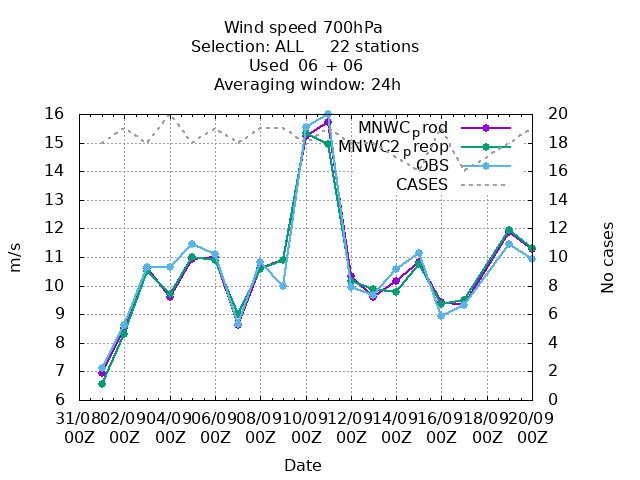 Wind speed 700hPa
Selection: ALL 22 stations
Used 06 + 06
Averaging window: 24h
m/s
16
15
14
13
12
11
10
9
8
7
6
MNWCprod
MNWC2preop
OBS
CASES
20
18
16
14
12
10
8
6
4
2
0
No cases
31/08 02/09 04/09 06/09 08/09 10/09 12/09 14/09 16/09 18/09 20/09
00Z 00Z 00Z 00Z 00Z 00Z 00Z 00Z 00Z 00Z 00Z
Date